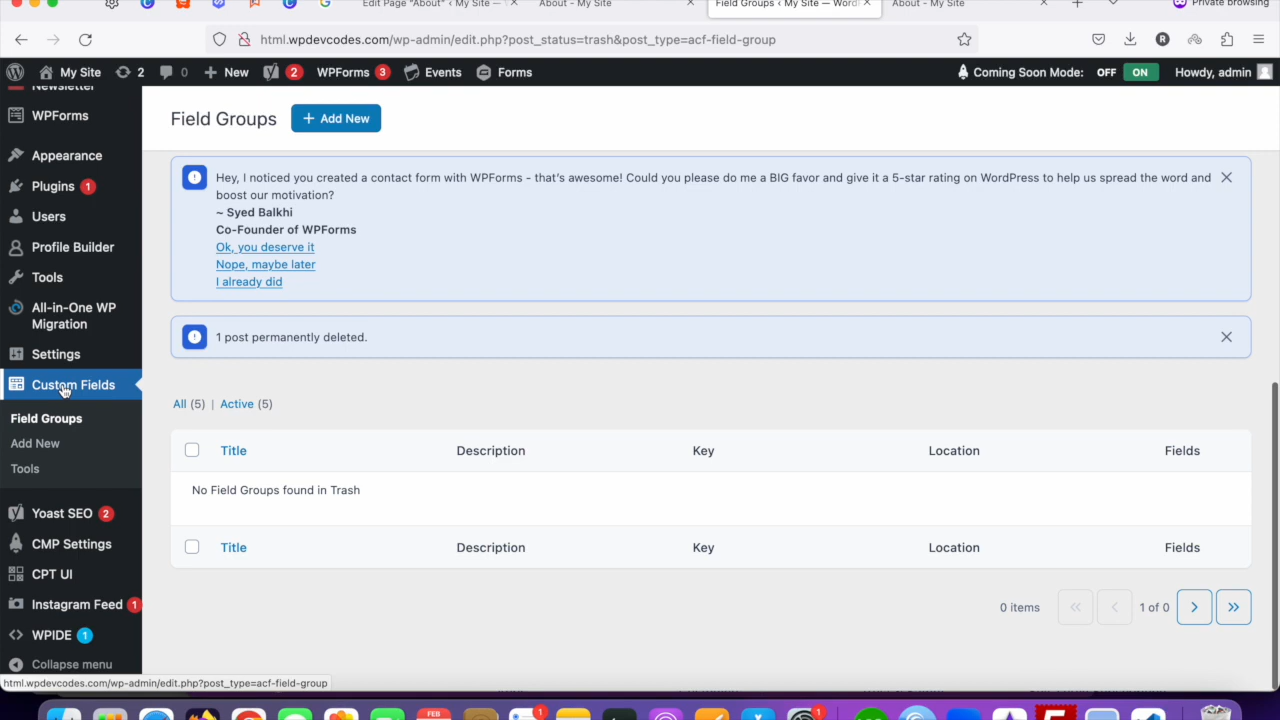 Edit Page "About" ‹ My Site —
About - My Site
Field Groups ‹ My Site — Word
About - My Site
Private browsing
html.wpdevcodes.com/wp-admin/edit.php?post_status=trash&post_type=acf-field-group
My Site
2
0
New
2
WPForms 3
Events
Forms
Coming Soon Mode: OFF ON
Howdy, admin
Newsletter
WPForms
Appearance
Plugins 1
Users
Profile Builder
Tools
All-in-One WP
Migration
Settings
Custom Fields
Field Groups
Add New
Tools
Yoast SEO 2
CMP Settings
CPT UI
Instagram Feed 1
WPIDE 1
Collapse menu
html.wpdevcodes.com/wp-admin/edit.php?post_type=acf-field-group
Field Groups
Add New
Hey, I noticed you created a contact form with WPForms - that's awesome! Could you please do me a BIG favor and give it a 5-star rating on WordPress to help us spread the word and
boost our motivation?
~ Syed Balkhi
Co-Founder of WPForms
Ok, you deserve it
Nope, maybe later
I already did
1 post permanently deleted.
All (5) | Active (5)
Title Description Key Location Fields
No Field Groups found in Trash
Title Description Key Location Fields
0 items « ‹ 1 of 0 › »
FEB
1
1